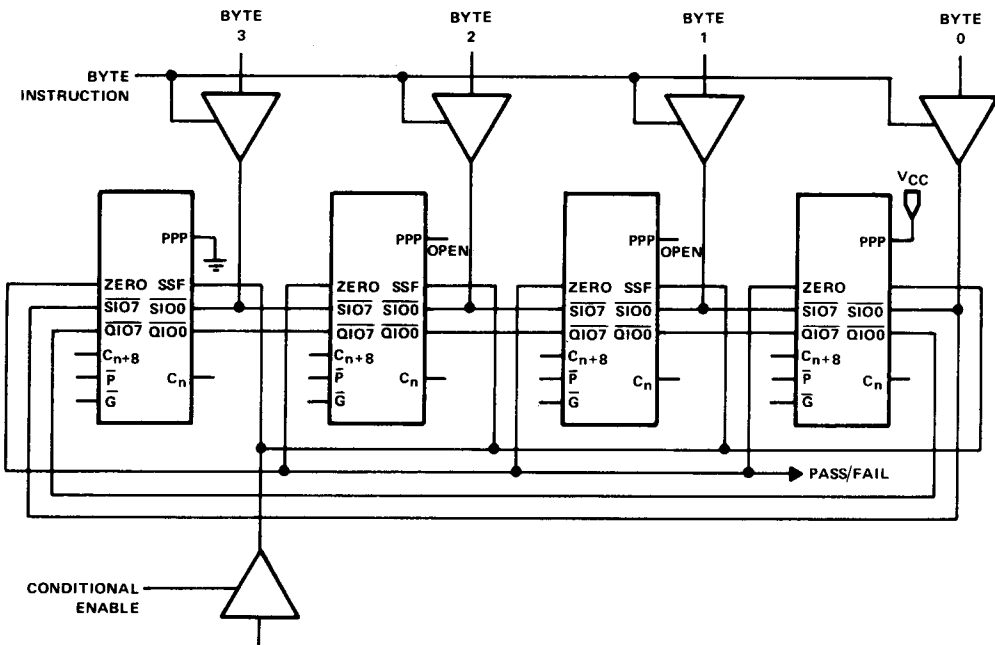 BYTE
3
BYTE
2
BYTE
1
BYTE
0
BYTE
INSTRUCTION
VCC
PPP
PPP
OPEN
PPP
OPEN
PPP
ZERO SSF
SIO7 SIO0
QIO7 QIO0
Cn+8
P Cn
G
ZERO SSF
SIO7 SIO0
QIO7 QIO0
Cn+8
P Cn
G
ZERO SSF
SIO7 SIO0
QIO7 QIO0
Cn+8
P Cn
G
ZERO
SIO7 SIO0
QIO7 QIO0
Cn+8
P Cn
G
PASS/FAIL
CONDITIONAL
ENABLE